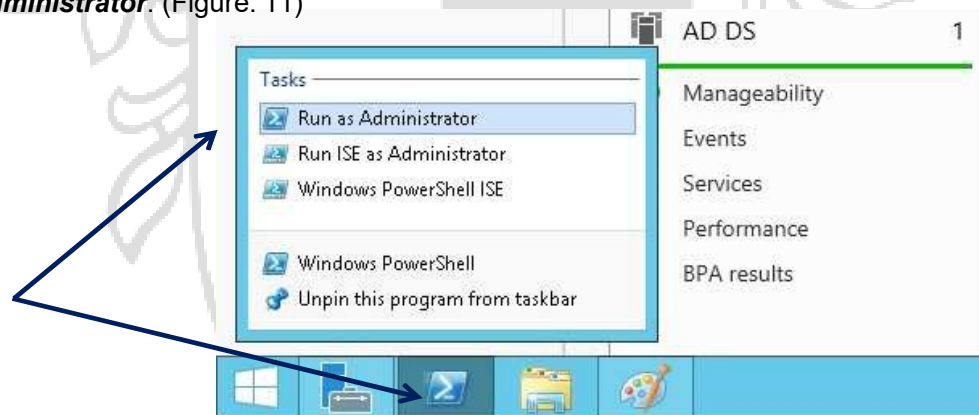 ministrator. (Figure. 11)
AD DS 1
Tasks
Run as Administrator
Run ISE as Administrator
Windows PowerShell ISE
Windows PowerShell
Unpin this program from taskbar
Manageability
Events
Services
Performance
BPA results